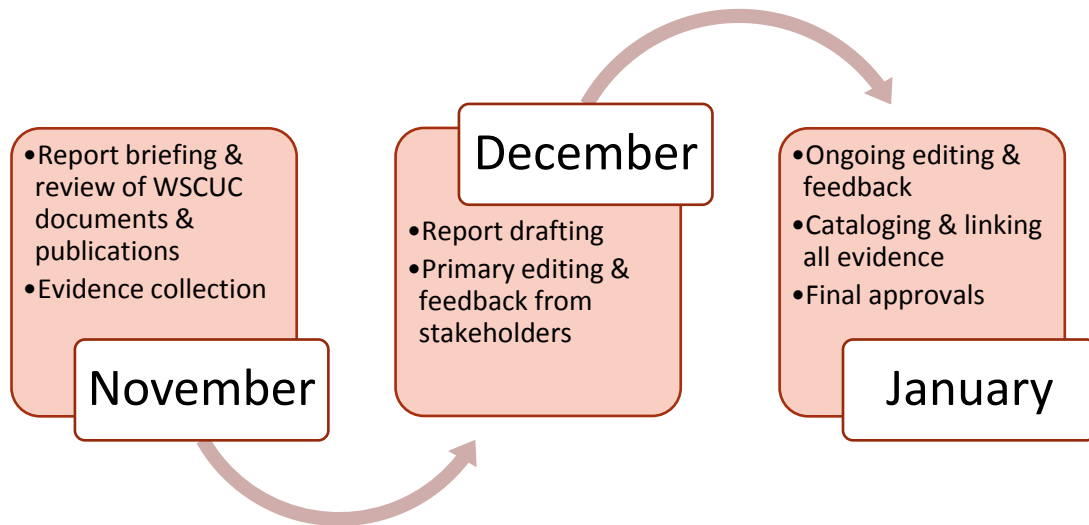 •Report briefing &
review of WSCUC
documents &
publications
•Evidence collection
November
December
•Report drafting
•Primary editing &
feedback from
stakeholders
•Ongoing editing &
feedback
•Cataloging & linking
all evidence
•Final approvals
January